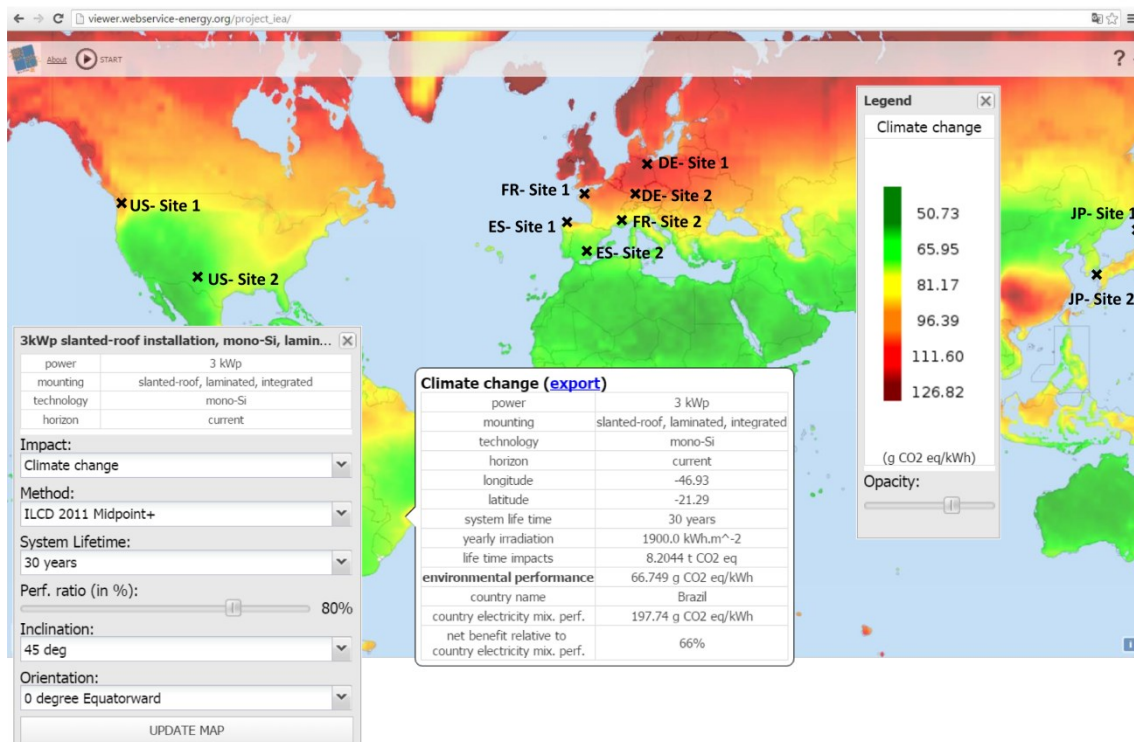 viewer.webservice-energy.org/project_iea/
About
START
?
US- Site 1
US- Site 2
FR- Site 1
ES- Site 1
DE- Site 1
DE- Site 2
FR- Site 2
ES- Site 2
JP- Site 1
JP- Site 2
Legend
Climate change
50.73
65.95
81.17
96.39
111.60
126.82
(g CO2 eq/kWh)
Opacity:
3kWp slanted-roof installation, mono-Si, lamin...
power 3 kWp
mounting slanted-roof, laminated, integrated
technology mono-Si
horizon current
Impact:
Climate change
Method:
ILCD 2011 Midpoint+
System Lifetime:
30 years
Perf. ratio (in %):
80%
Inclination:
45 deg
Orientation:
0 degree Equatorward
UPDATE MAP
Climate change (export)
power 3 kWp
mounting slanted-roof, laminated, integrated
technology mono-Si
horizon current
longitude -46.93
latitude -21.29
system life time 30 years
yearly irradiation 1900.0 kWh.m^-2
life time impacts 8.2044 t CO2 eq
environmental performance 66.749 g CO2 eq/kWh
country name Brazil
country electricity mix. perf. 197.74 g CO2 eq/kWh
net benefit relative to
country electricity mix. perf. 66%